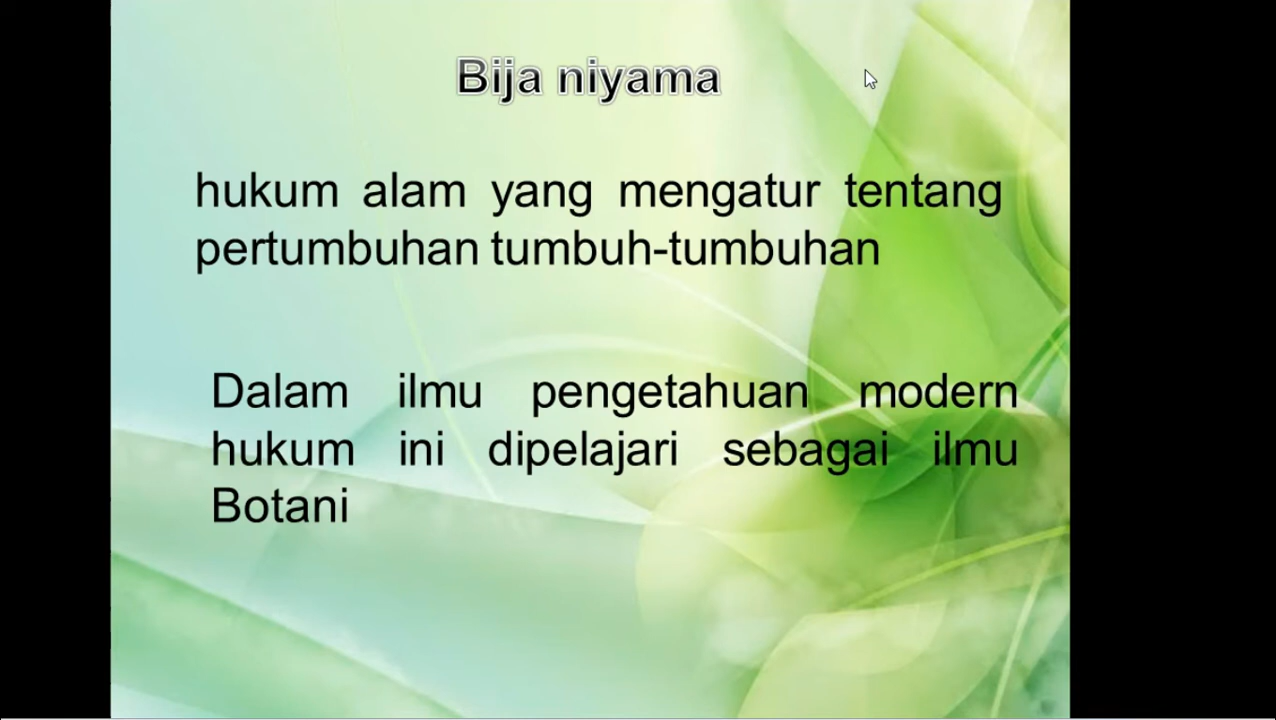 Bija niyama
hukum alam yang mengatur tentang
pertumbuhan tumbuh-tumbuhan
Dalam ilmu pengetahuan modern
hukum ini dipelajari sebagai ilmu
Botani